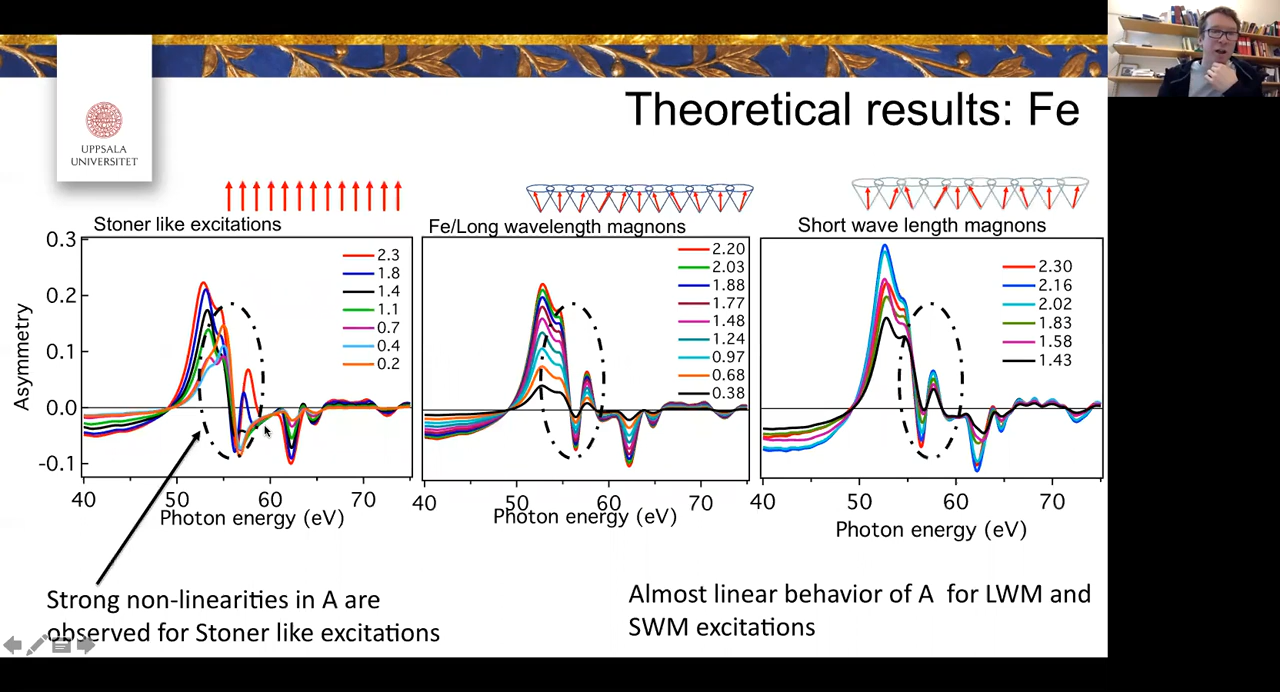 Theoretical results: Fe
UPPSALA
UNIVERSITET
Stoner like excitations
0.3
0.2
0.1
0.0
-0.1
Asymmetry
2.3
1.8
1.4
1.1
0.7
0.4
0.2
40
50
60
70
Photon energy (eV)
Fe/Long wavelength magnons
2.20
2.03
1.88
1.77
1.48
1.24
0.97
0.68
0.38
40
50
60
70
Photon energy (eV)
Short wave length magnons
2.30
2.16
2.02
1.83
1.58
1.43
40
50
60
70
Photon energy (eV)
Strong non-linearities in A are
observed for Stoner like excitations
Almost linear behavior of A for LWM and
SWM excitations